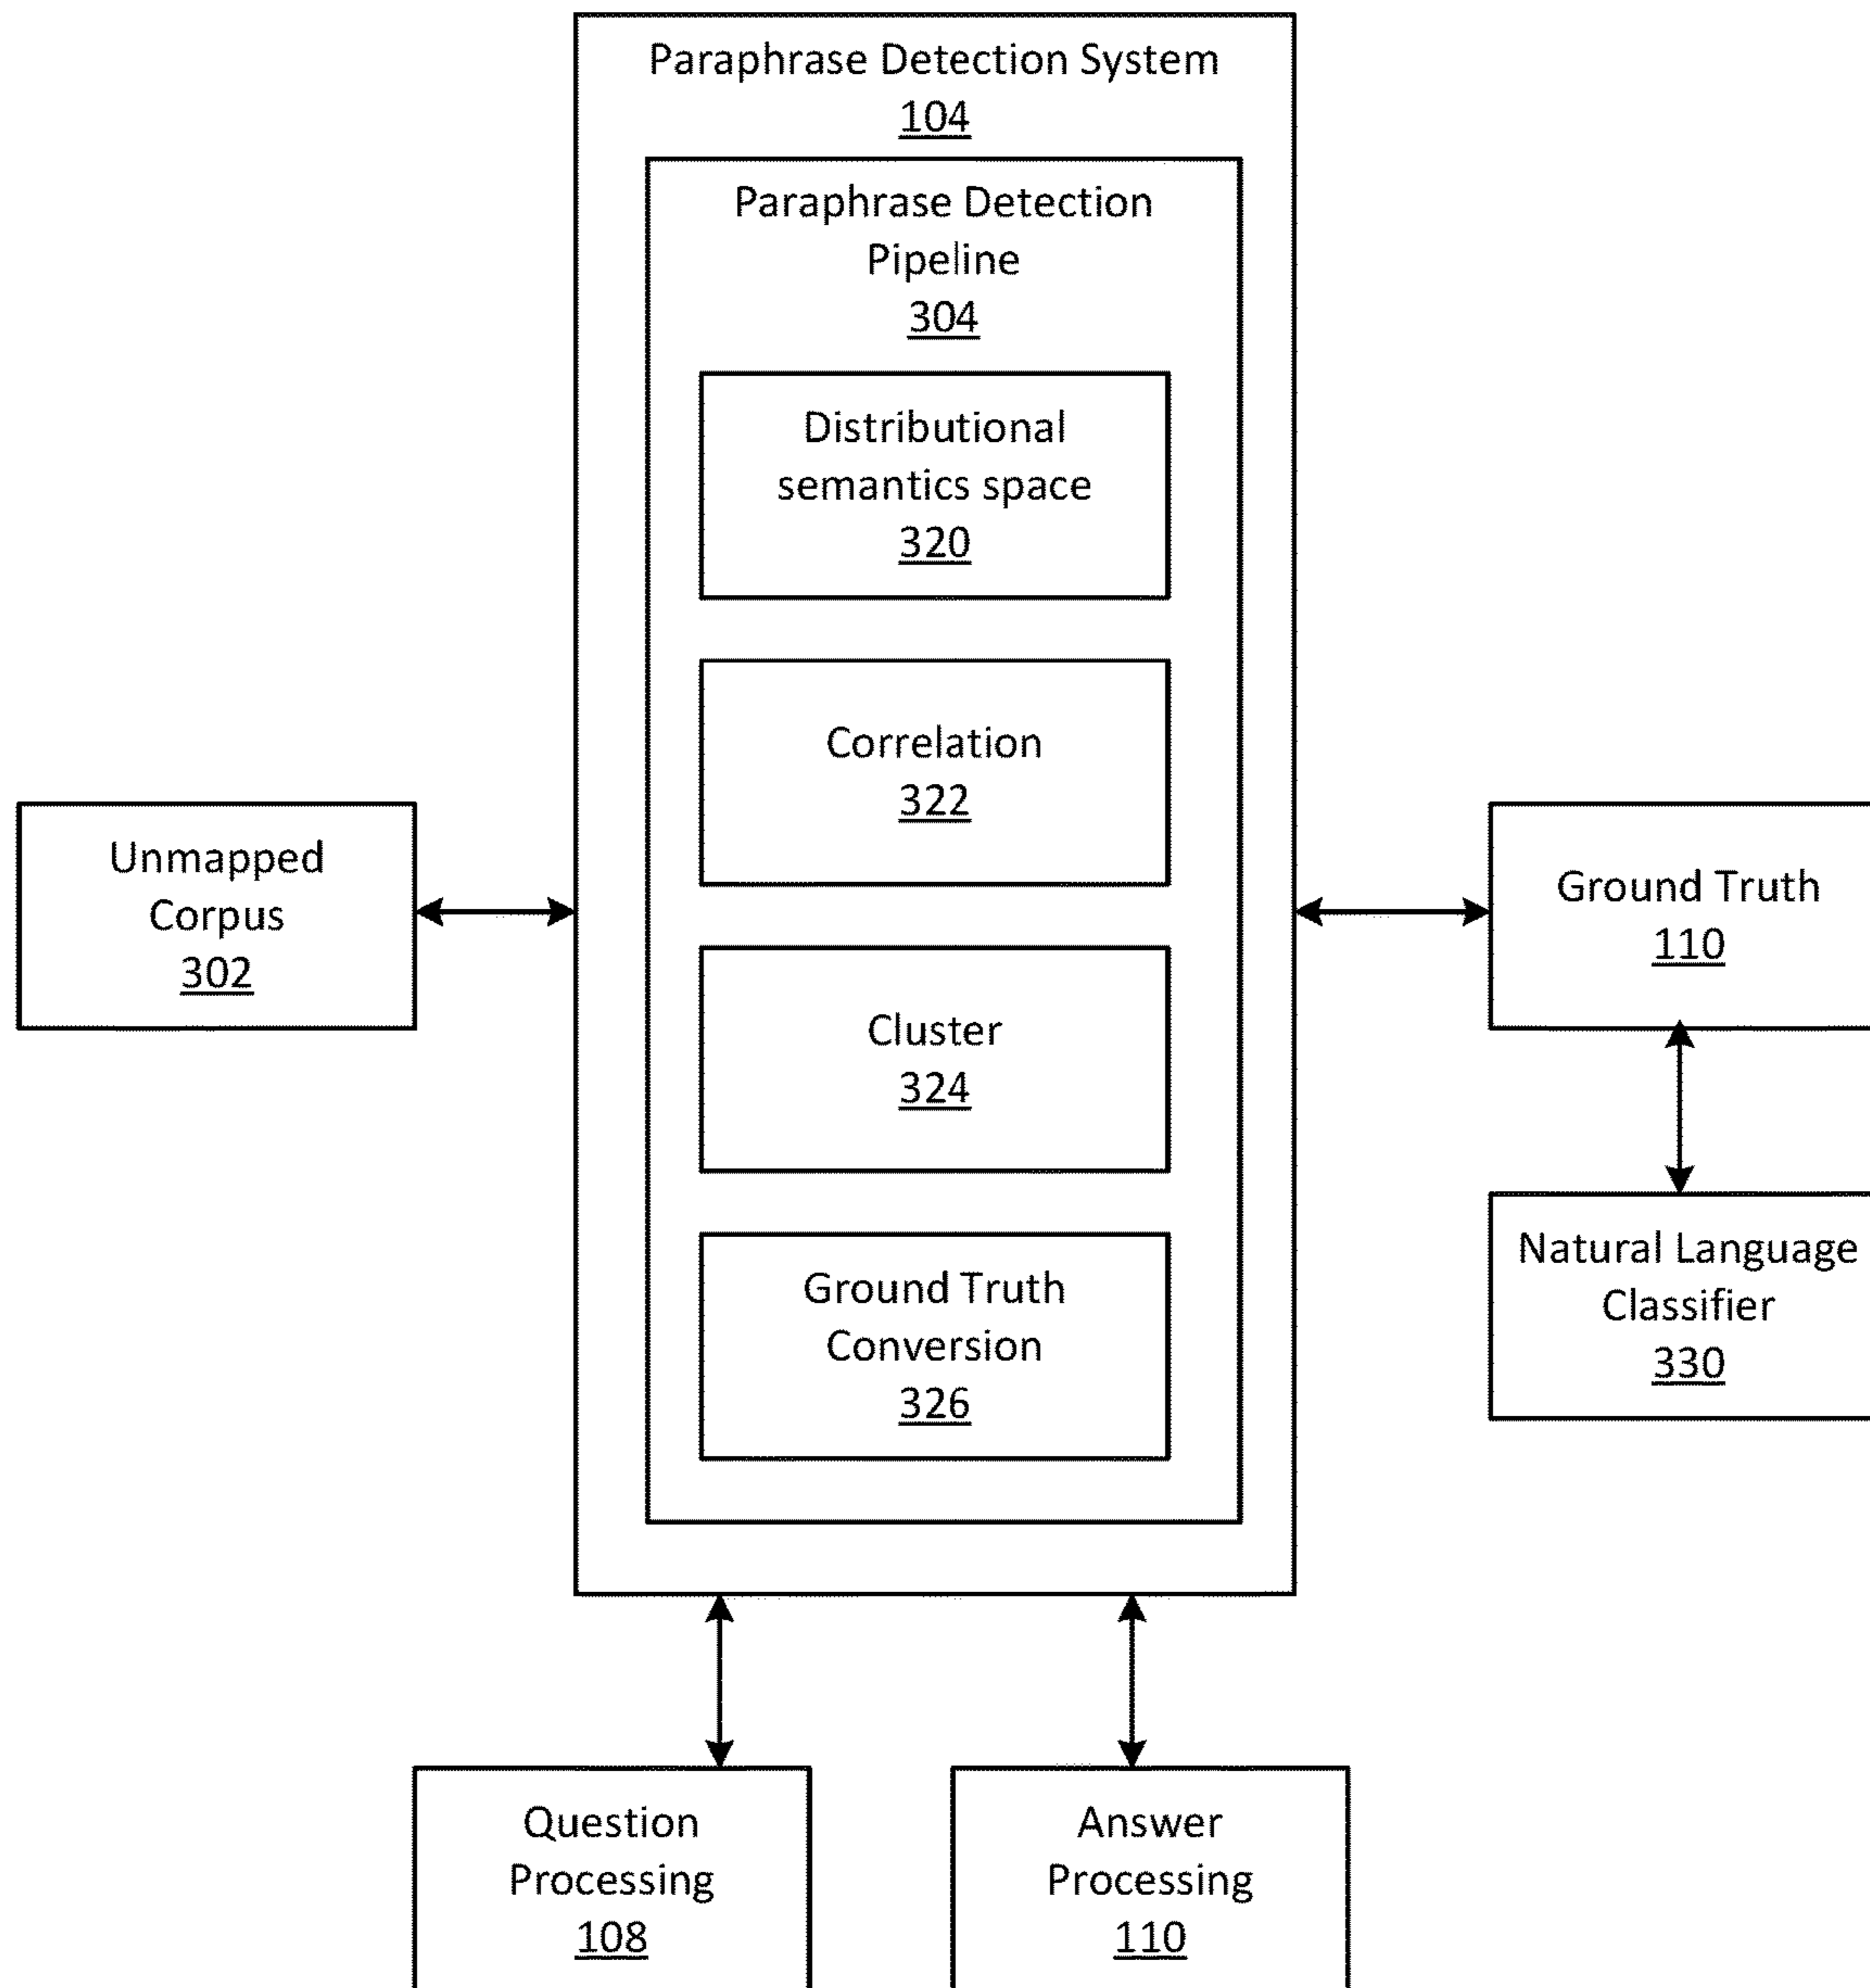 Paraphrase Detection System
104
Paraphrase Detection
Pipeline
304
Distributional
semantics space
320
Correlation
322
Cluster
324
Ground Truth
Conversion
326
Unmapped
Corpus
302
Ground Truth
110
Natural Language
Classifier
330
Question
Processing
108
Answer
Processing
110